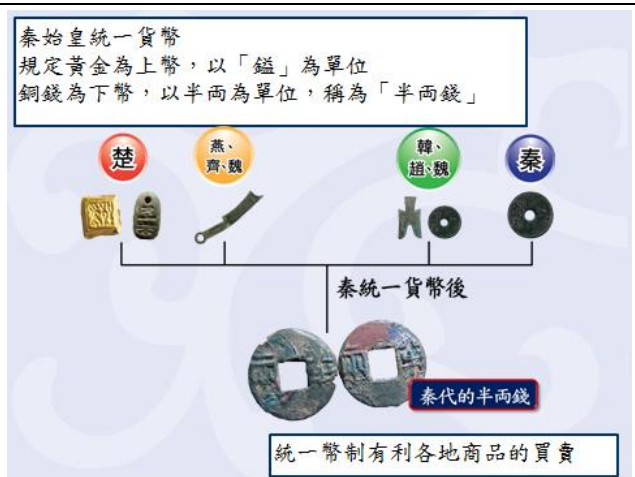 秦始皇統一貨幣
規定黃金為上幣，以「鎰」為單位
銅錢為下幣，以半兩為單位，稱為「半兩錢」
楚
燕、
齊、魏
韓、
趙、魏
秦
秦統一貨幣後
秦代的半兩錢
統一幣制有利各地商品的買賣